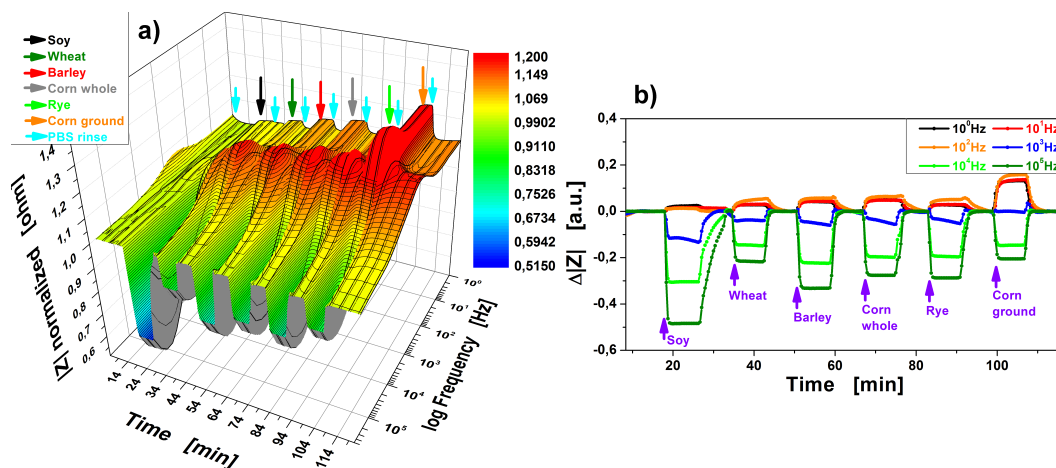 a)
Soy
Wheat
Barley
Corn whole
Rye
Corn ground
PBS rinse
1,4
1,3
1,2
1,1
1,0
0,9
0,8
0,7
0,6
|Z| normalized [ohm]
14
24
34
44
54
64
74
84
94
104
114
Time [min]
10⁰
10¹
10²
10³
10⁴
10⁵
log Frequency [Hz]
1,200
1,149
1,069
0,9902
0,9110
0,8318
0,7526
0,6734
0,5942
0,5150
b)
0,4
0,2
0,0
-0,2
-0,4
-0,6
Δ|Z| [a.u.]
10⁰Hz 10¹Hz
10²Hz 10³Hz
10⁴Hz 10⁵Hz
Soy
Wheat
Barley
Corn
whole
Rye
Corn
ground
20 40 60 80 100
Time [min]